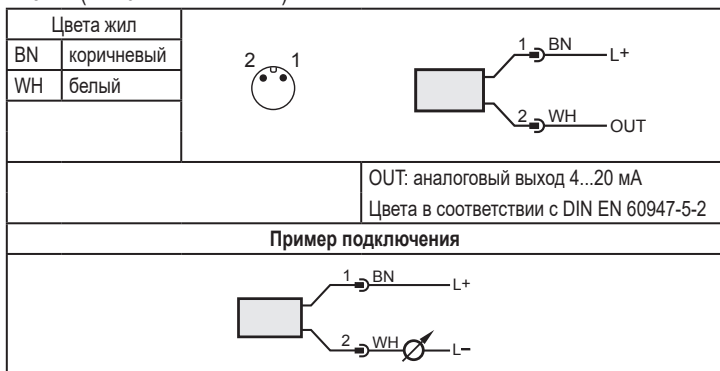 Цвета жил
BN коричневый
WH белый
2 1
1 BN L+
2 WH OUT
OUT: аналоговый выход 4...20 мА
Цвета в соответствии с DIN EN 60947-5-2
Пример подключения
1 BN L+
2 WH L–